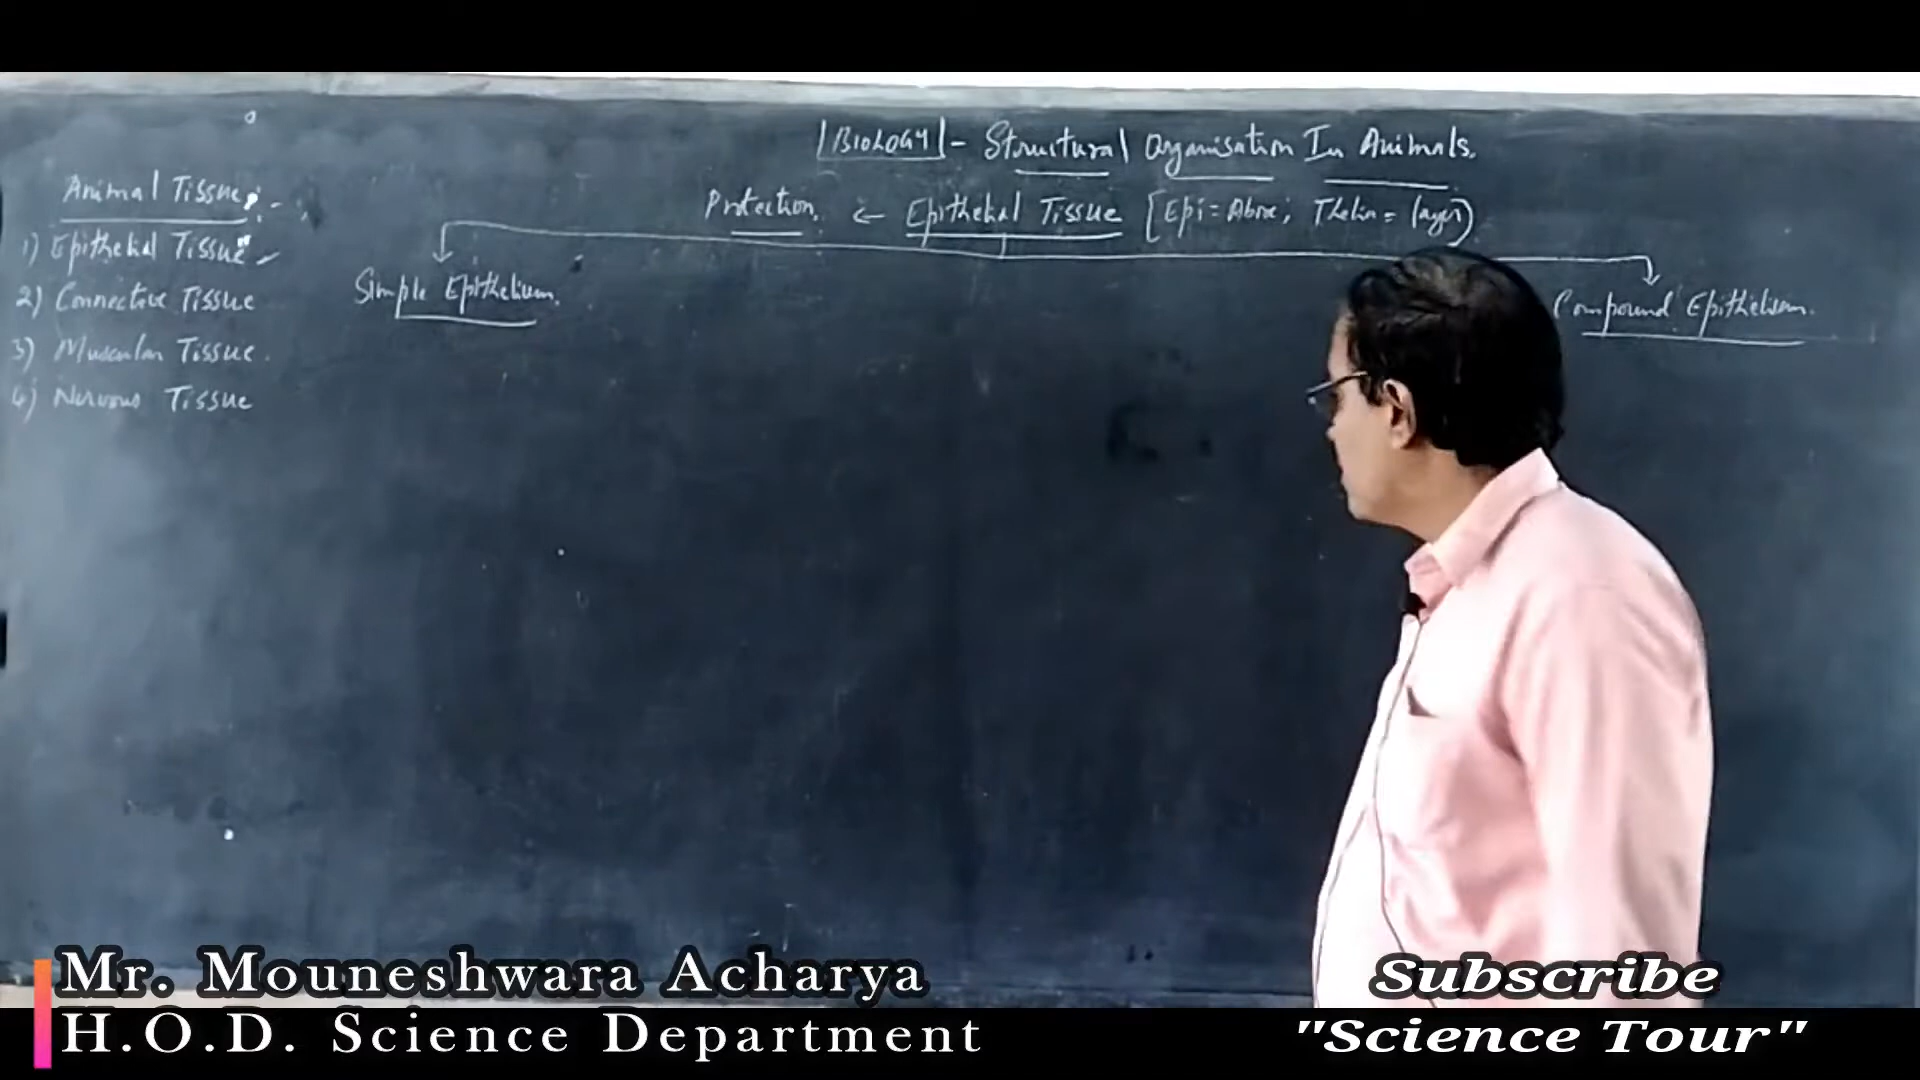 BIOLOGY - Structural Organisation In Animals.
Protection. ← Epithelial Tissue [Epi = Above; Thelia = layer)
Simple Epithelium.
Compound Epithelium.
Animal Tissue:-
1) Epithelial Tissue
2) Connective Tissue
3) Muscular Tissue.
4) Nervous Tissue
Mr. Mouneshwara Acharya
H.O.D. Science Department
Subscribe
"Science Tour"